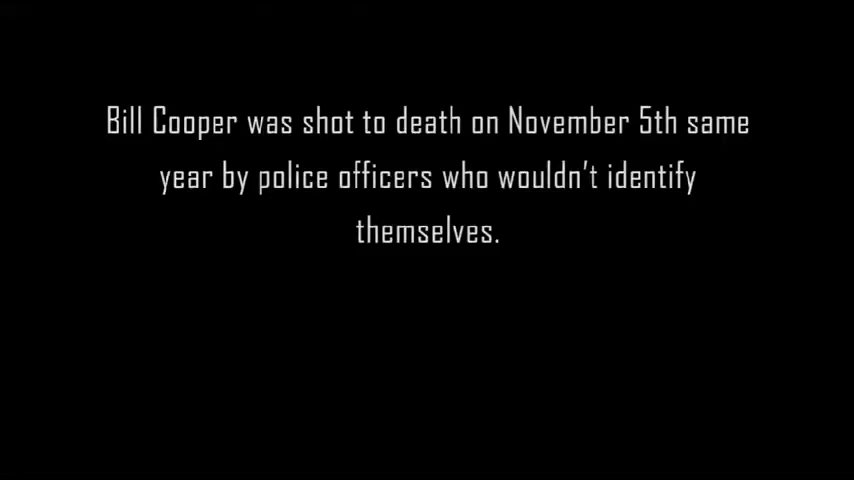 Bill Cooper was shot to death on November 5th same
year by police officers who wouldn't identify
themselves.